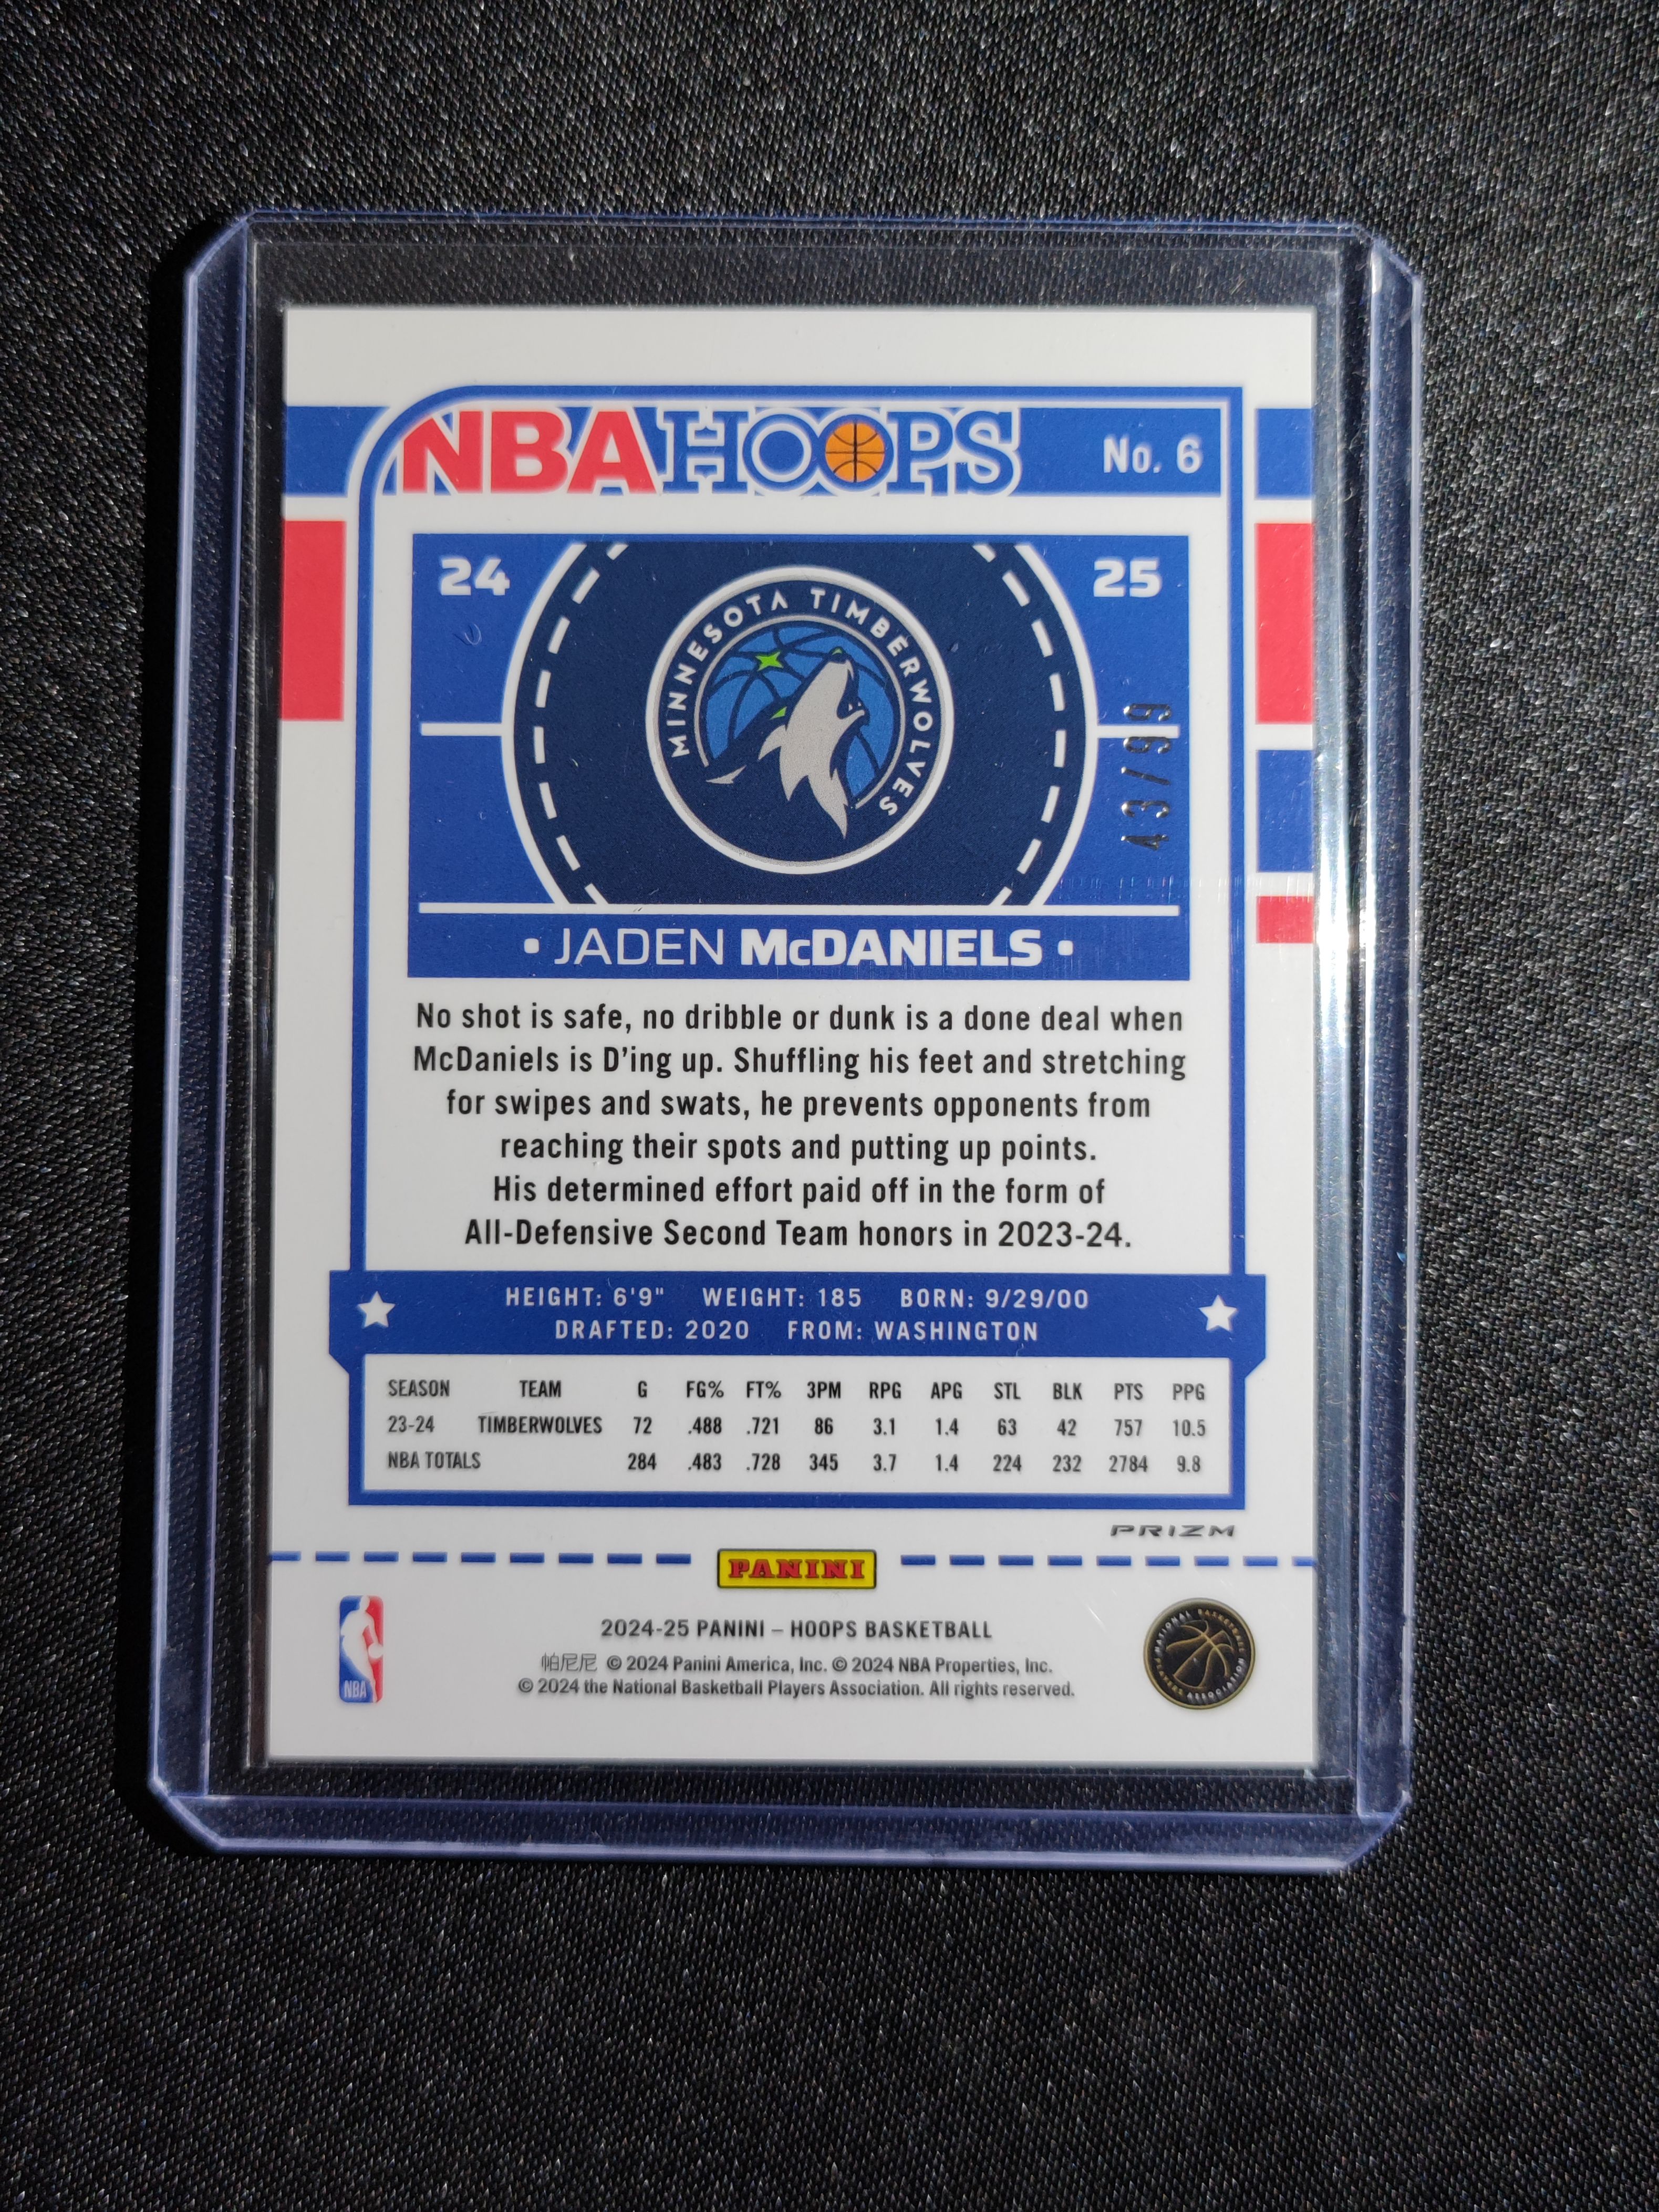 NBA HOOPS No. 6
24 25
MINNESOTA TIMBERWOLVES
43/99
• JADEN McDANIELS •
No shot is safe, no dribble or dunk is a done deal when
McDaniels is D'ing up. Shuffling his feet and stretching
for swipes and swats, he prevents opponents from
reaching their spots and putting up points.
His determined effort paid off in the form of
All-Defensive Second Team honors in 2023-24.
HEIGHT: 6'9" WEIGHT: 185 BORN: 9/29/00
DRAFTED: 2020 FROM: WASHINGTON
SEASON TEAM G FG% FT% 3PM RPG APG STL BLK PTS PPG
23-24 TIMBERWOLVES 72 .488 .721 86 3.1 1.4 63 42 757 10.5
NBA TOTALS 284 .483 .728 345 3.7 1.4 224 232 2784 9.8
PRIZM
PANINI
2024-25 PANINI – HOOPS BASKETBALL
帕尼尼 © 2024 Panini America, Inc. © 2024 NBA Properties, Inc.
© 2024 the National Basketball Players Association. All rights reserved.
NBA
NATIONAL BASKETBALL PLAYERS ASSOCIATION